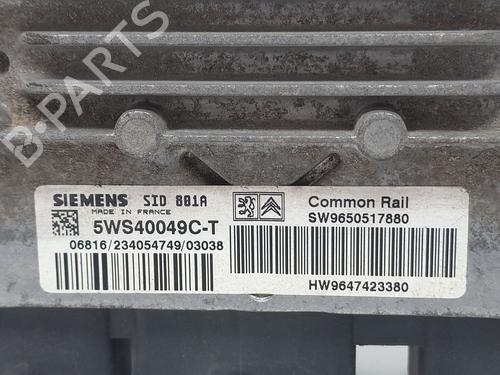 B-PARTS
SIEMENS SID 801A
MADE IN FRANCE
5WS40049C-T
06816/234054749/03038
Common Rail
SW9650517880
HW9647423380